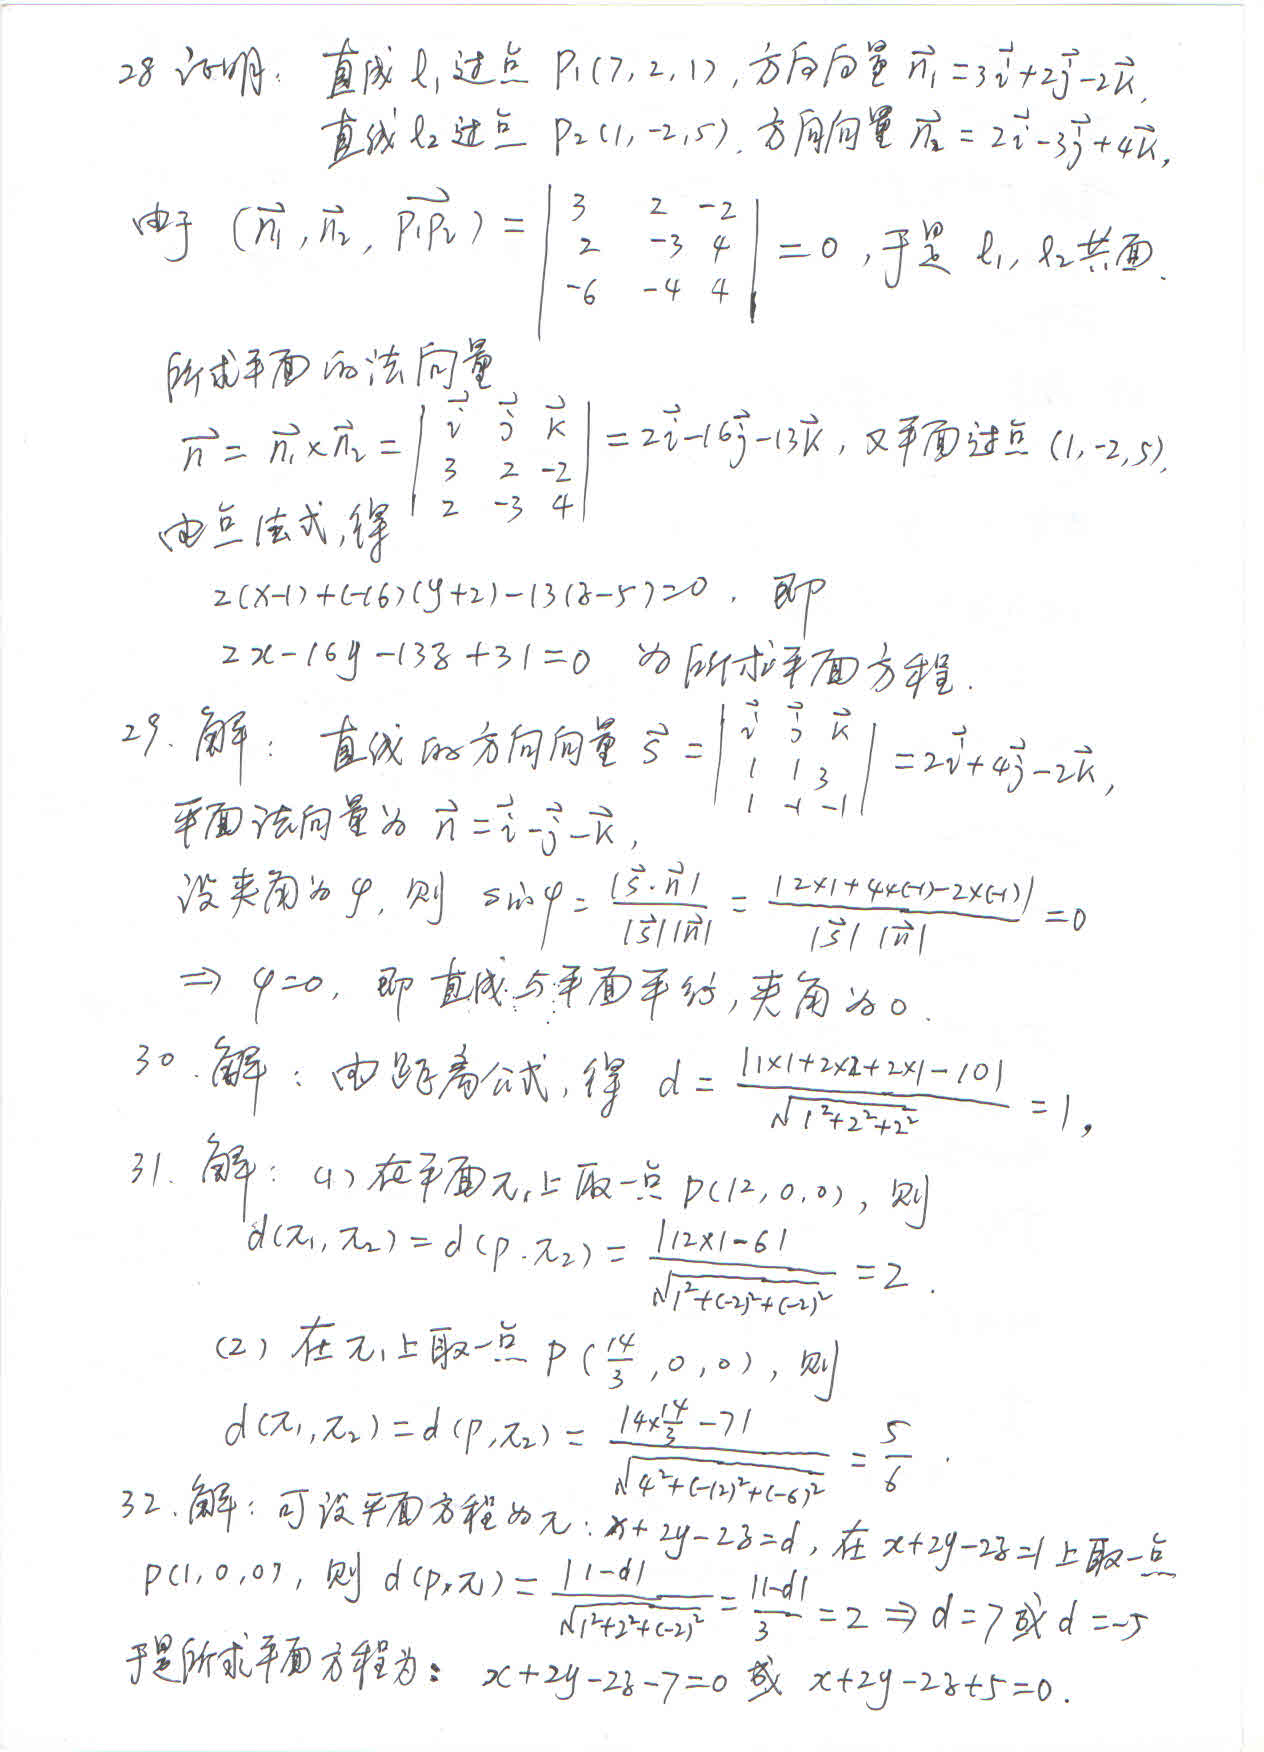 28 证明: 直线 l₁ 过点 P₁(7, 2, 1), 方向向量 n⃗₁ = 3i⃗+2j⃗-2k⃗,
直线 l₂ 过点 P₂(1, -2, 5), 方向向量 n⃗₂ = 2i⃗-3j⃗+4k⃗,
由于 (n⃗₁, n⃗₂, P₁P₂→) = | 3 2 -2 |
| 2 -3 4 | = 0, 于是 l₁, l₂ 共面.
| -6 -4 4 |
所求平面的法向量
n⃗ = n⃗₁×n⃗₂ = | i⃗ j⃗ k⃗ | = 2i⃗-16j⃗-13k⃗, 又平面过点 (1, -2, 5),
| 3 2 -2 |
| 2 -3 4 |
由点法式, 得
2(x-1)+(-16)(y+2)-13(z-5)=0, 即
2x-16y-13z+31=0 为所求平面方程.
29. 解: 直线的方向向量 s⃗ = | i⃗ j⃗ k⃗ | = 2i⃗+4j⃗-2k⃗,
| 1 1 3 |
| 1 -1 -1 |
平面法向量为 n⃗ = i⃗-j⃗-k⃗,
设夹角为 φ, 则 sinφ = |s⃗·n⃗| / |s⃗||n⃗| = |2×1+4×(-1)-2×(-1)| / |s⃗| |n⃗| = 0
⇒ φ=0, 即直线与平面平行, 夹角为0.
30. 解: 由距离公式, 得 d = |1×1+2×2+2×1-10| / √(1²+2²+2²) = 1,
31. 解: (1) 在平面π₁上取一点 P(12, 0, 0), 则
d(π₁, π₂) = d(P, π₂) = |12×1-6| / √(1²+(-2)²+(-2)²) = 2.
(2) 在π₁上取一点 P(14/3, 0, 0), 则
d(π₁, π₂) = d(P, π₂) = |4×14/3-7| / √(4²+(-12)²+(-6)²) = 5/6.
32. 解: 可设平面方程为π: x+2y-2z=d, 在 x+2y-2z=1 上取一点
P(1, 0, 0), 则 d(P, π) = |1-d| / √(1²+2²+(-2)²) = |1-d| / 3 = 2 ⇒ d=7 或 d=-5
于是所求平面方程为: x+2y-2z-7=0 或 x+2y-2z+5=0.